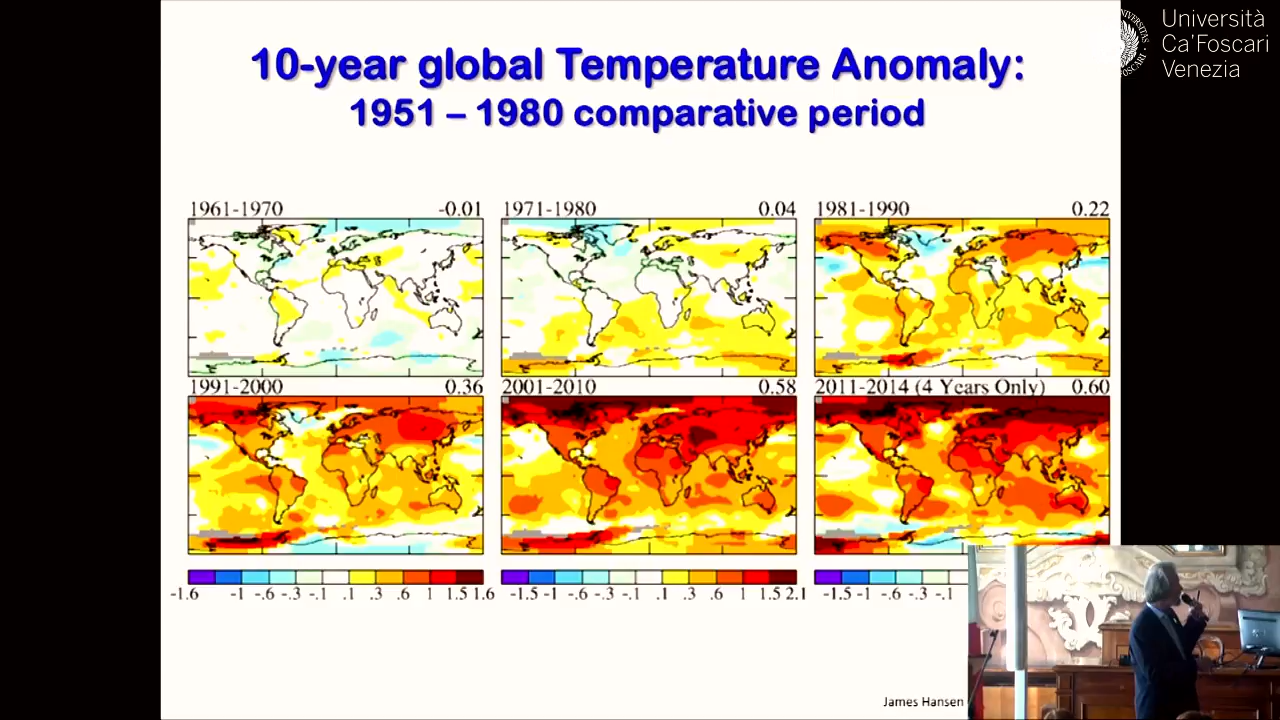 Università
Ca'Foscari
Venezia
10-year global Temperature Anomaly:
1951 – 1980 comparative period
1961-1970 -0.01
1971-1980 0.04
1981-1990 0.22
1991-2000 0.36
2001-2010 0.58
2011-2014 (4 Years Only) 0.60
-1.6 -1 -.6 -.3 -.1 .1 .3 .6 1 1.5 1.6
-1.5 -1 -.6 -.3 -.1 .1 .3 .6 1 1.5 2.1
-1.5 -1 -.6 -.3 -.1
James Hansen